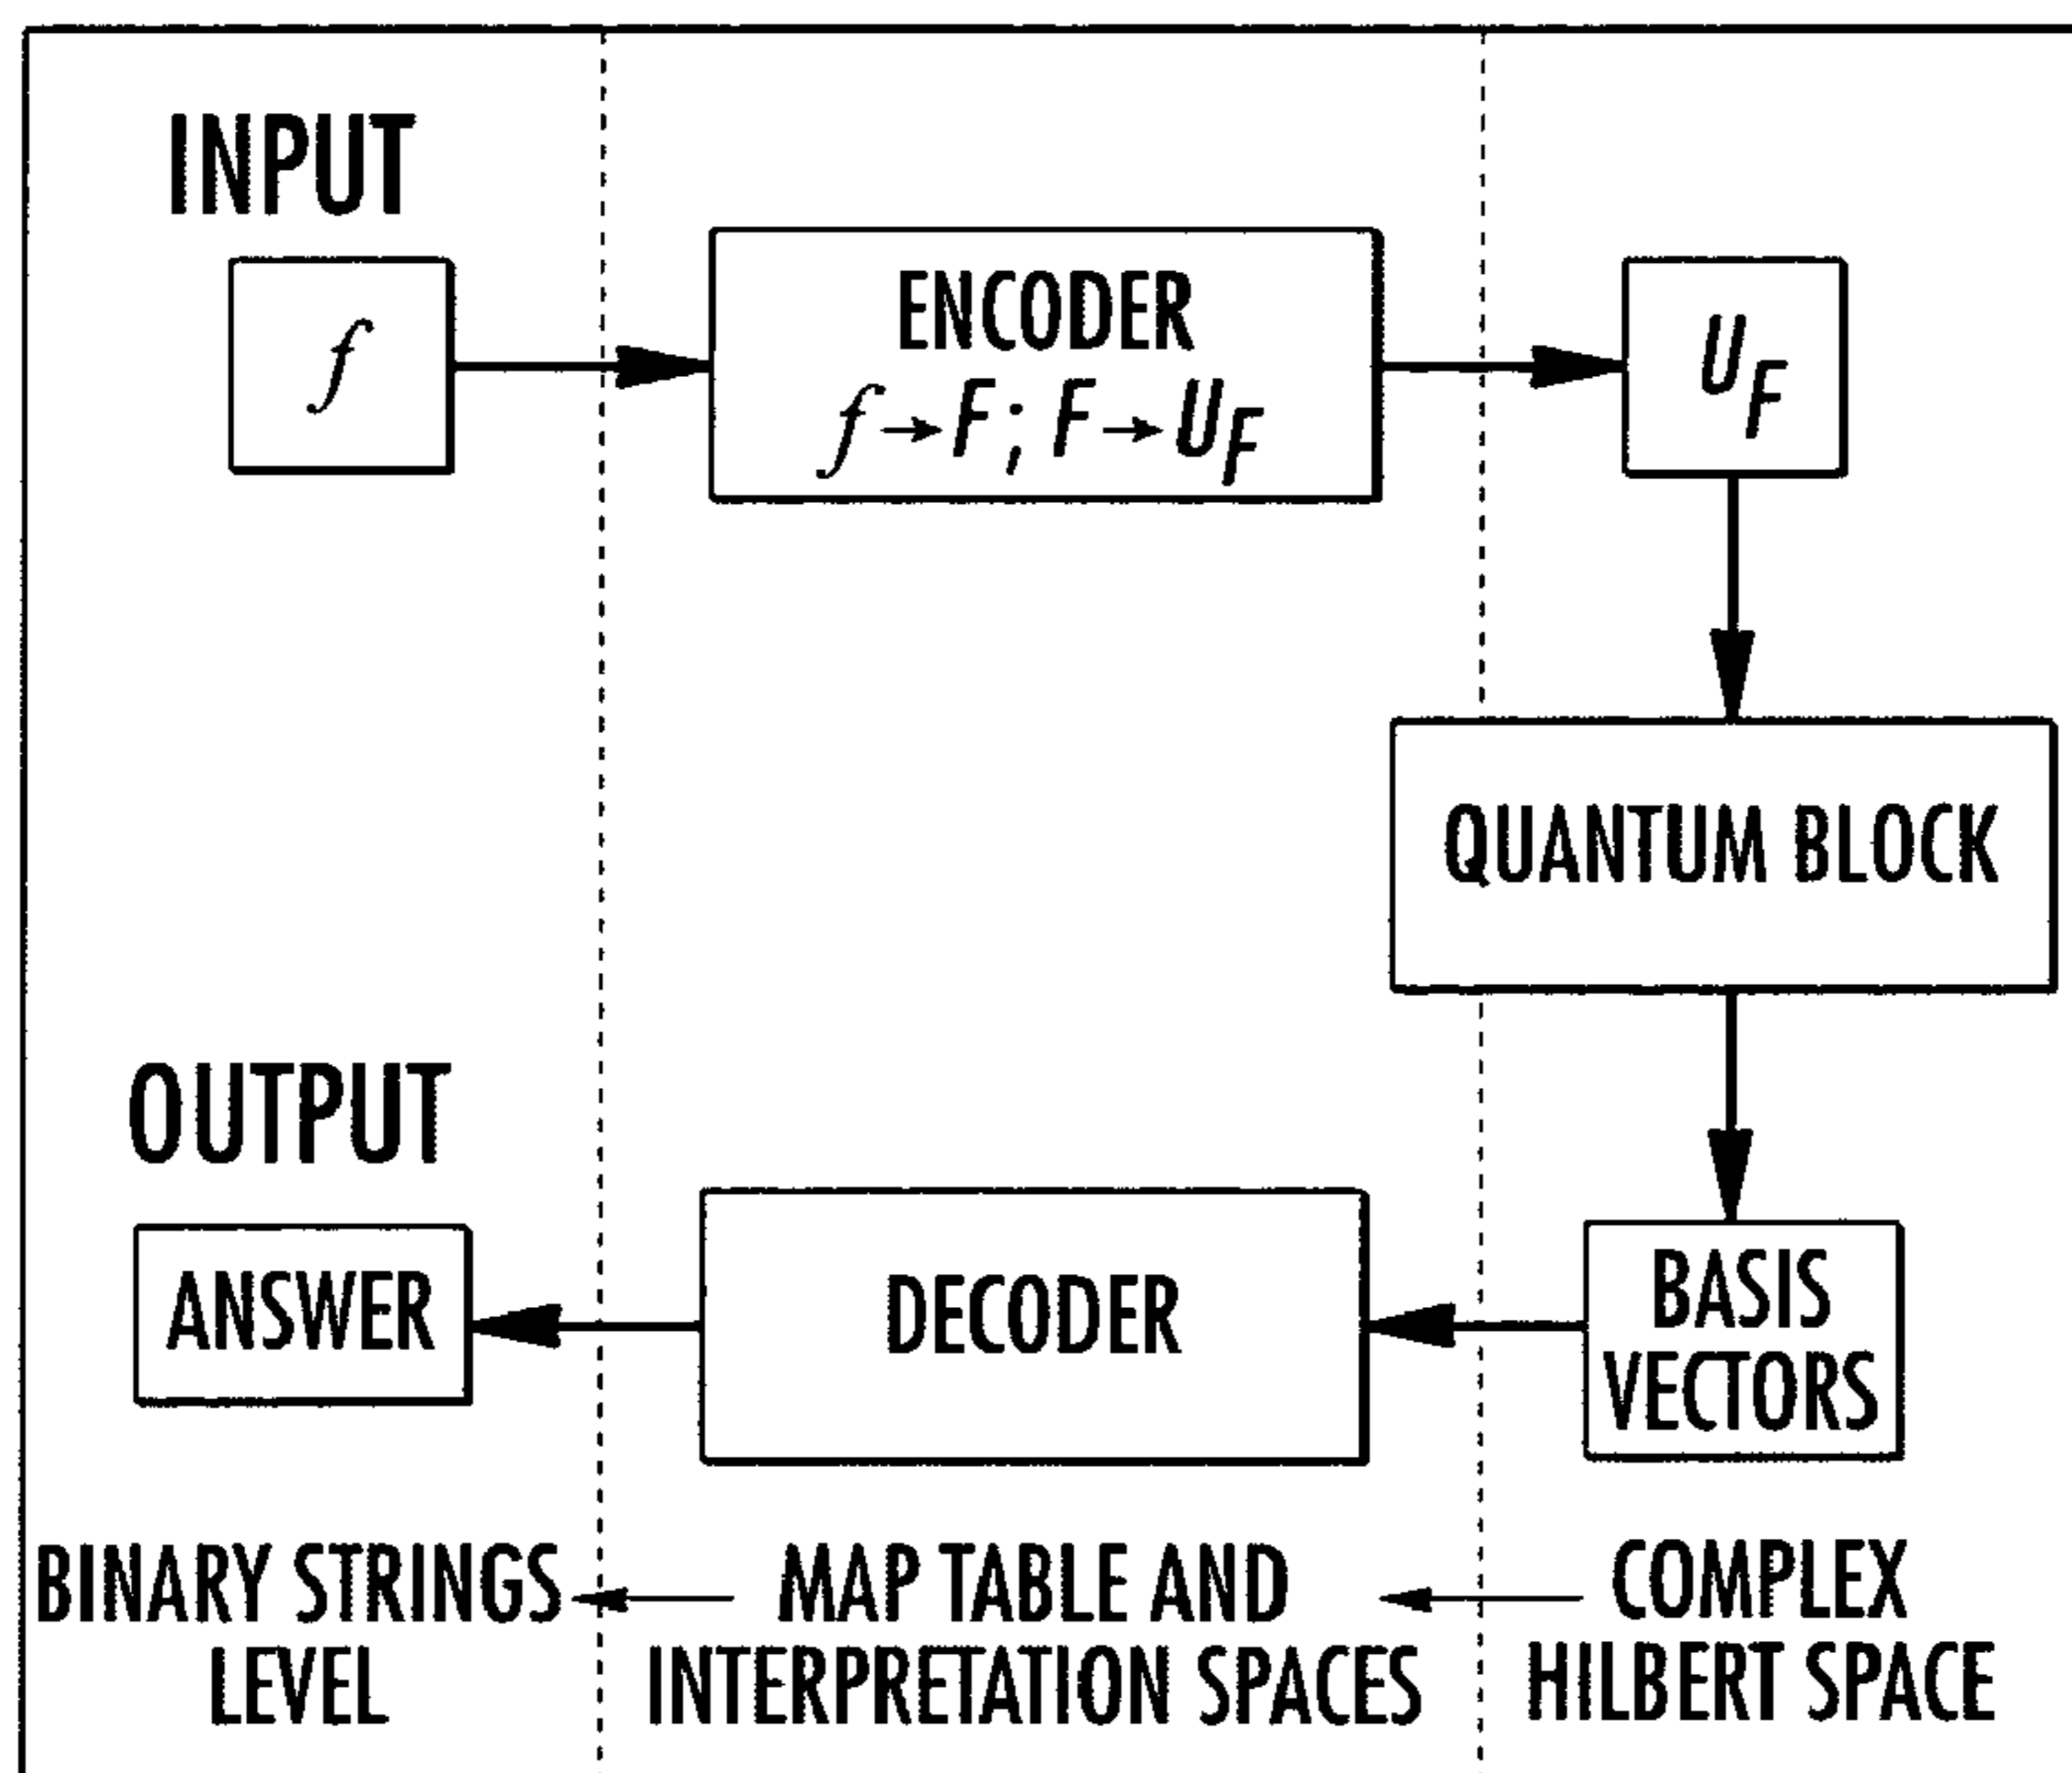 INPUT
f
ENCODER
f→F; F→U_F
U_F
QUANTUM BLOCK
OUTPUT
ANSWER
DECODER
BASIS
VECTORS
BINARY STRINGS
LEVEL
MAP TABLE AND
INTERPRETATION SPACES
COMPLEX
HILBERT SPACE